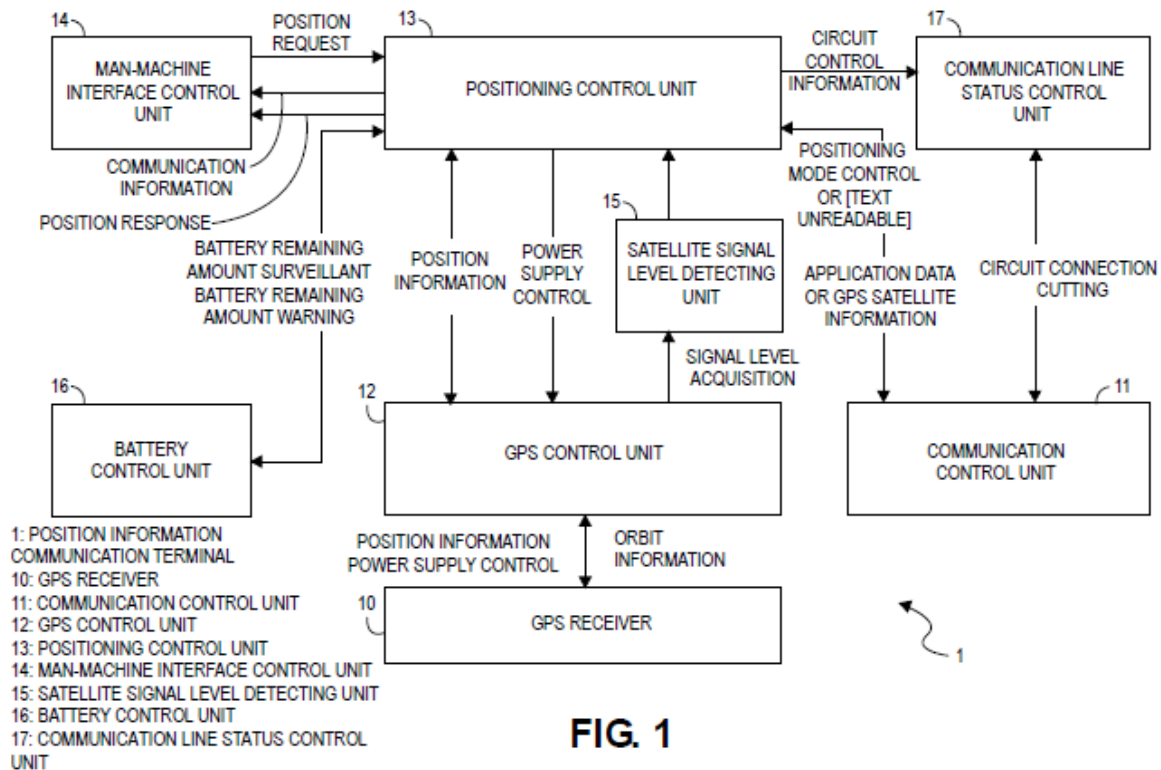 14
POSITION
REQUEST
13
CIRCUIT
CONTROL
INFORMATION
17
MAN-MACHINE
INTERFACE CONTROL
UNIT
POSITIONING CONTROL UNIT
COMMUNICATION LINE
STATUS CONTROL
UNIT
COMMUNICATION
INFORMATION
POSITION RESPONSE
BATTERY REMAINING
AMOUNT SURVEILLANT
BATTERY REMAINING
AMOUNT WARNING
POSITION
INFORMATION
POWER
SUPPLY
CONTROL
15
SATELLITE SIGNAL
LEVEL DETECTING
UNIT
POSITIONING
MODE CONTROL
OR [TEXT
UNREADABLE]
APPLICATION DATA
OR GPS SATELLITE
INFORMATION
CIRCUIT CONNECTION
CUTTING
SIGNAL LEVEL
ACQUISITION
16
BATTERY
CONTROL UNIT
12
GPS CONTROL UNIT
11
COMMUNICATION
CONTROL UNIT
POSITION INFORMATION
POWER SUPPLY CONTROL
ORBIT
INFORMATION
10
GPS RECEIVER
1
1: POSITION INFORMATION
COMMUNICATION TERMINAL
10: GPS RECEIVER
11: COMMUNICATION CONTROL UNIT
12: GPS CONTROL UNIT
13: POSITIONING CONTROL UNIT
14: MAN-MACHINE INTERFACE CONTROL UNIT
15: SATELLITE SIGNAL LEVEL DETECTING UNIT
16: BATTERY CONTROL UNIT
17: COMMUNICATION LINE STATUS CONTROL
UNIT
FIG. 1